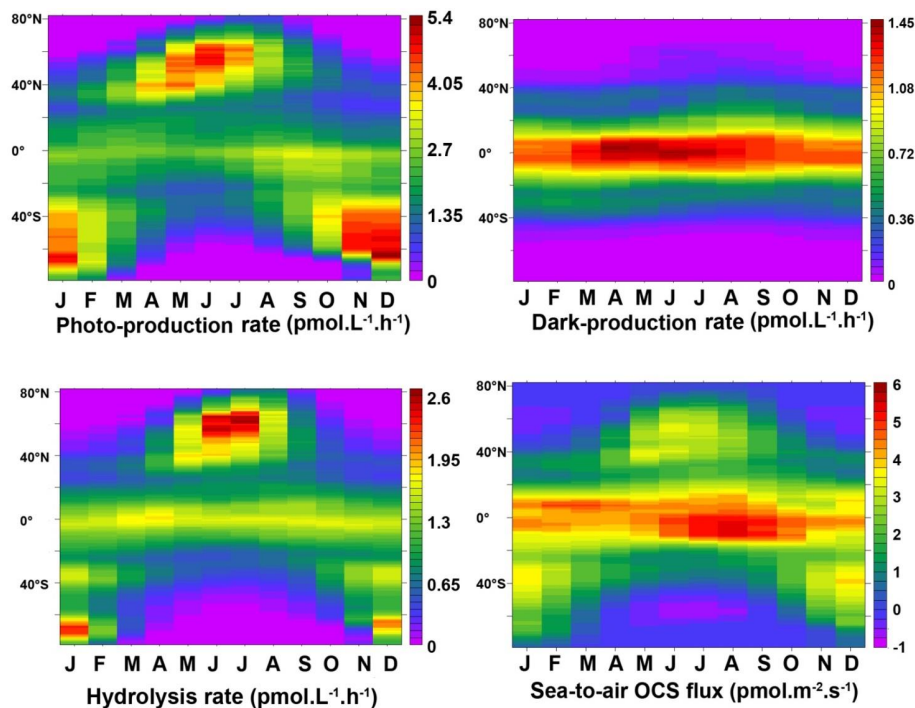 80°N
40°N
0°
40°S
J F M A M J J A S O N D
Photo-production rate (pmol.L⁻¹.h⁻¹)
5.4
4.05
2.7
1.35
0
80°N
40°N
0°
40°S
J F M A M J J A S O N D
Dark-production rate (pmol.L⁻¹.h⁻¹)
1.45
1.08
0.72
0.36
0
80°N
40°N
0°
40°S
J F M A M J J A S O N D
Hydrolysis rate (pmol.L⁻¹.h⁻¹)
2.6
1.95
1.3
0.65
0
80°N
40°N
0°
40°S
J F M A M J J A S O N D
Sea-to-air OCS flux (pmol.m⁻².s⁻¹)
6
5
4
3
2
1
0
-1